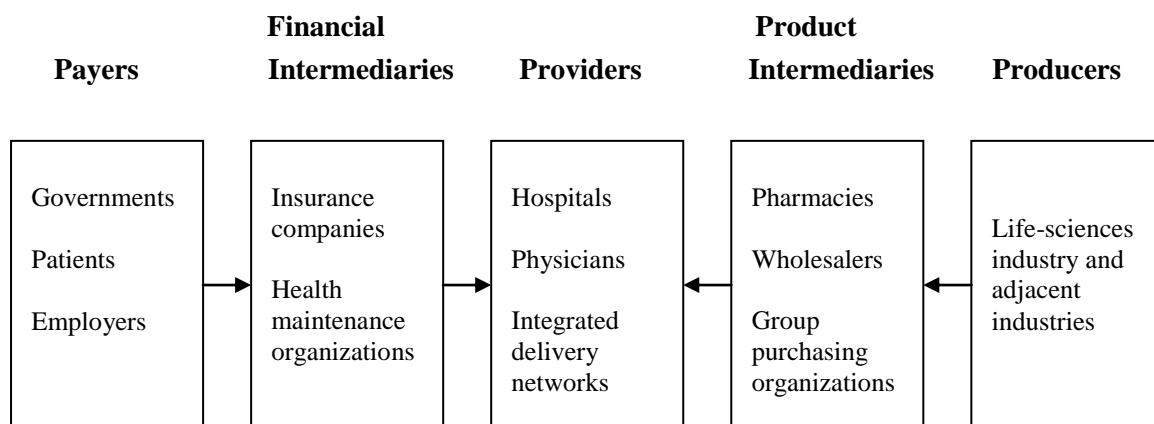 Payers
Financial
Intermediaries
Providers
Product
Intermediaries
Producers
Governments
Patients
Employers
Insurance
companies
Health
maintenance
organizations
Hospitals
Physicians
Integrated
delivery
networks
Pharmacies
Wholesalers
Group
purchasing
organizations
Life-sciences
industry and
adjacent
industries